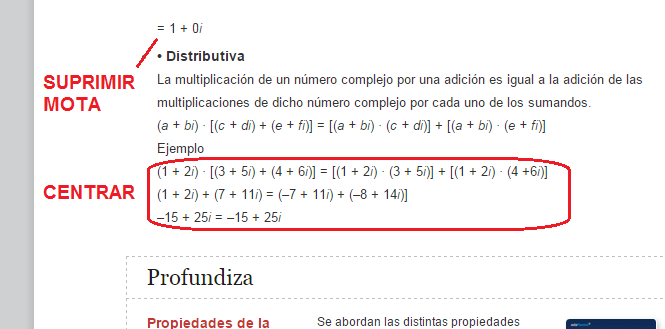 = 1 + 0i
• Distributiva
SUPRIMIR
MOTA
La multiplicación de un número complejo por una adición es igual a la adición de las
multiplicaciones de dicho número complejo por cada uno de los sumandos.
(a + bi) · [(c + di) + (e + fi)] = [(a + bi) · (c + di)] + [(a + bi) · (e + fi)]
Ejemplo
CENTRAR
(1 + 2i) · [(3 + 5i) + (4 + 6i)] = [(1 + 2i) · (3 + 5i)] + [(1 + 2i) · (4 +6i)]
(1 + 2i) + (7 + 11i) = (–7 + 11i) + (–8 + 14i)]
–15 + 25i = –15 + 25i
Profundiza
Propiedades de la
Se abordan las distintas propiedades